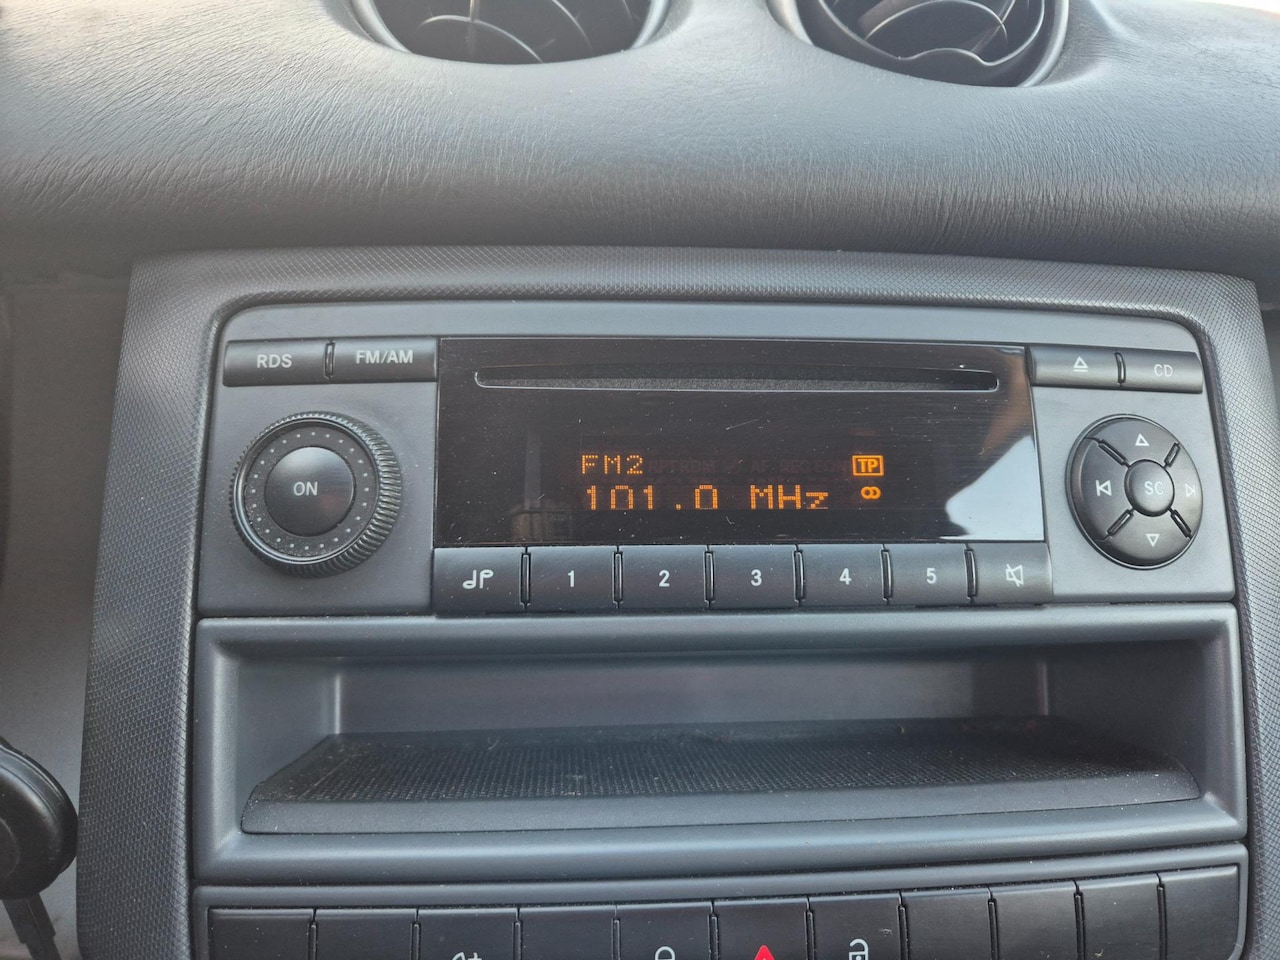 RDS FM/AM CD
FM2 TP
ON 101.0 MHz SC
1 2 3 4 5